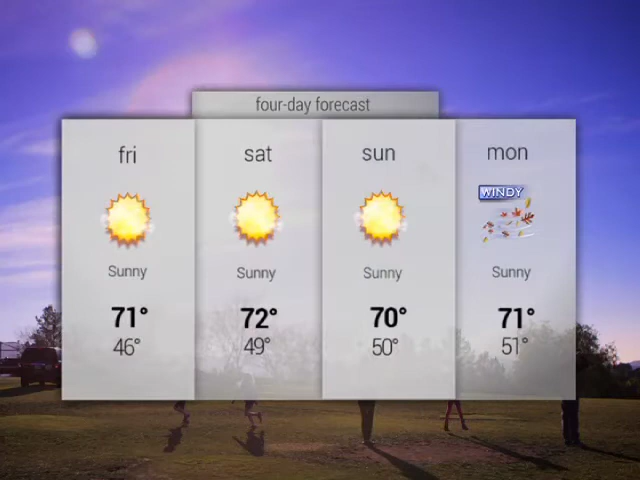 four-day forecast
fri
sat
sun
mon
WINDY
Sunny
Sunny
Sunny
Sunny
71°
72°
70°
71°
46°
49°
50°
51°